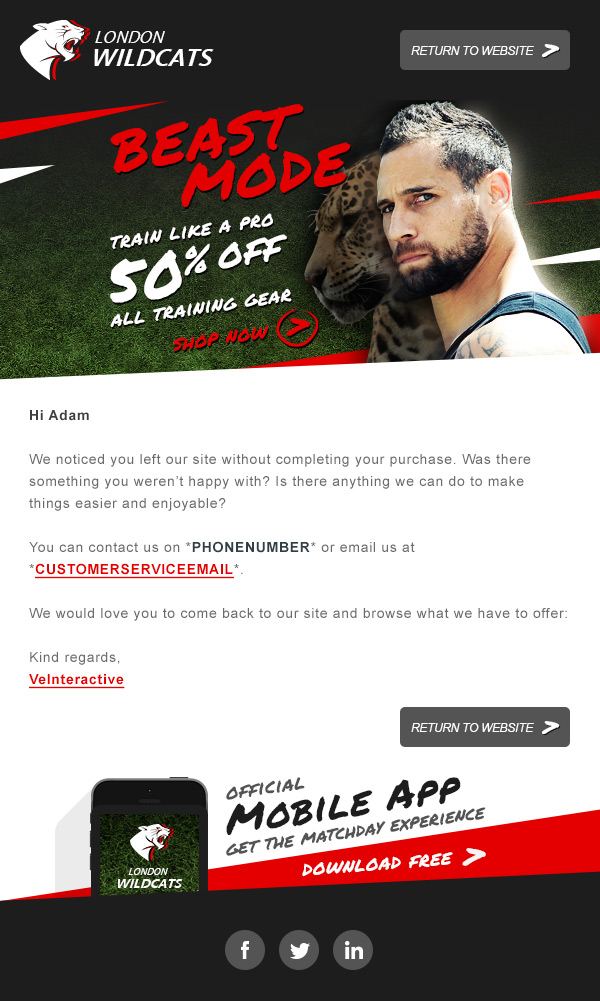 LONDON
WILDCATS
RETURN TO WEBSITE
BEAST
MODE
TRAIN LIKE A PRO
50% OFF
ALL TRAINING GEAR
SHOP NOW
Hi Adam
We noticed you left our site without completing your purchase. Was there
something you weren’t happy with? Is there anything we can do to make
things easier and enjoyable?
You can contact us on *PHONENUMBER* or email us at
*CUSTOMERSERVICEEMAIL*.
We would love you to come back to our site and browse what we have to offer:
Kind regards,
VeInteractive
RETURN TO WEBSITE
OFFICIAL
MOBILE APP
GET THE MATCHDAY EXPERIENCE
DOWNLOAD FREE
LONDON
WILDCATS
f
in